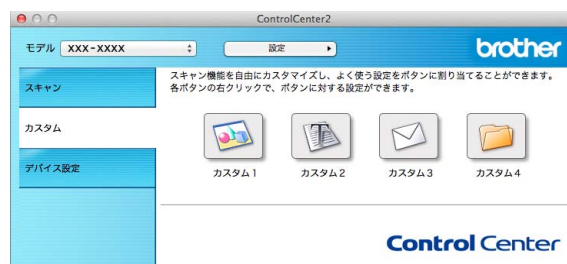 ControlCenter2
モデル XXX-XXXX 設定 brother
スキャン
カスタム
デバイス設定
スキャン機能を自由にカスタマイズし、よく使う設定をボタンに割り当てることができます。
各ボタンの右クリックで、ボタンに対する設定ができます。
カスタム 1 カスタム 2 カスタム 3 カスタム 4
Control Center